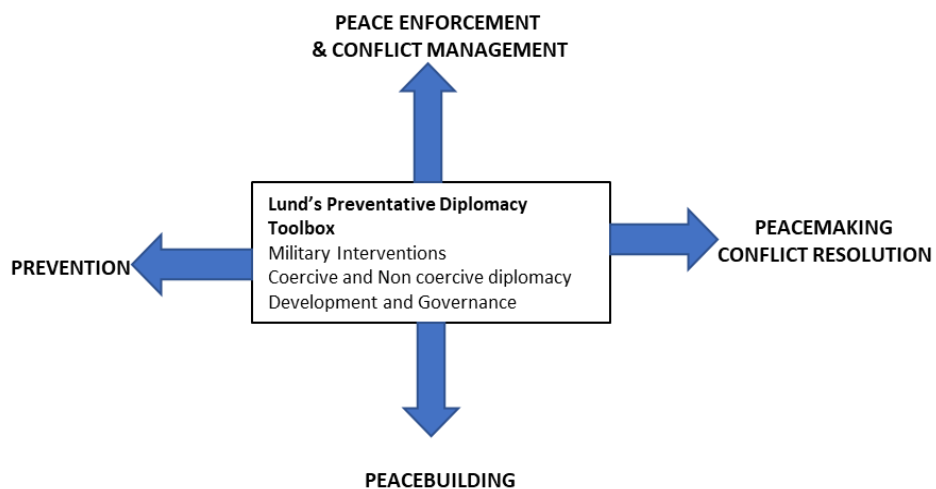 PEACE ENFORCEMENT
& CONFLICT MANAGEMENT
Lund's Preventative Diplomacy
Toolbox
Military Interventions
Coercive and Non coercive diplomacy
Development and Governance
PREVENTION
PEACEMAKING
CONFLICT RESOLUTION
PEACEBUILDING